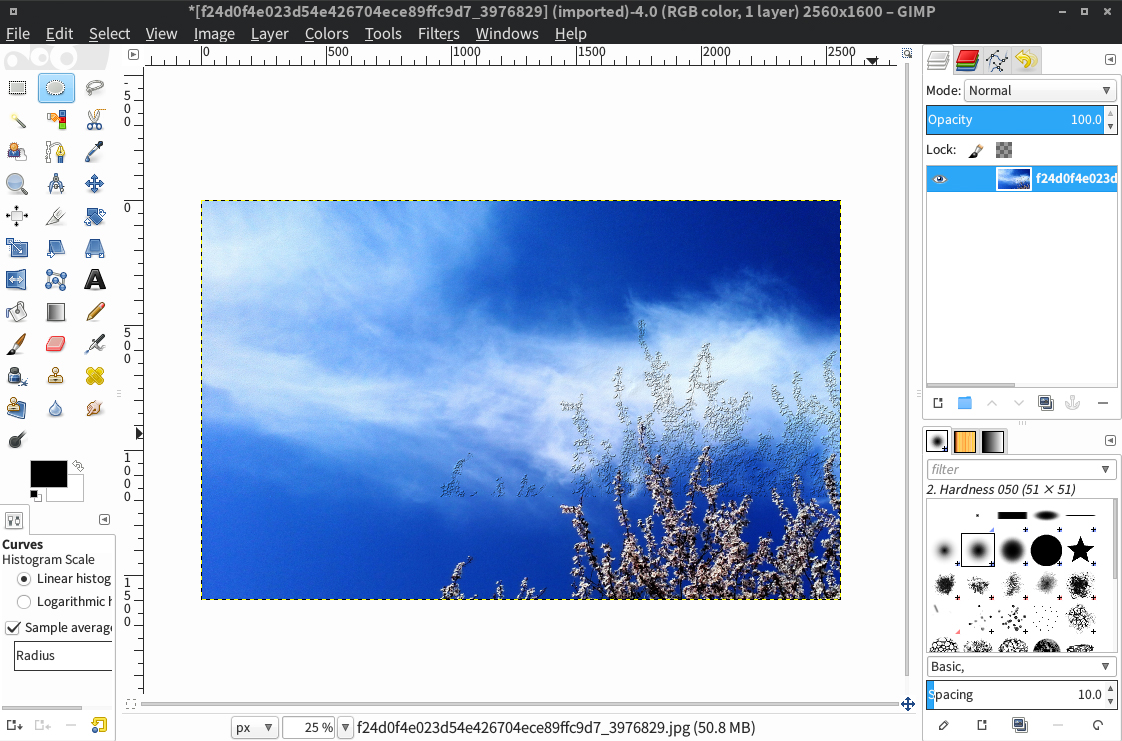 *[f24d0f4e023d54e426704ece89ffc9d7_3976829] (imported)-4.0 (RGB color, 1 layer) 2560x1600 – GIMP
File Edit Select View Image Layer Colors Tools Filters Windows Help
0 500 1000 1500 2000 2500
500
0
500
1000
1500
Curves
Histogram Scale
Linear histog
Logarithmic h
Sample average
Radius
px 25 % f24d0f4e023d54e426704ece89ffc9d7_3976829.jpg (50.8 MB)
Mode: Normal
Opacity 100.0
Lock:
f24d0f4e023d
filter
2. Hardness 050 (51 × 51)
Basic,
Spacing 10.0